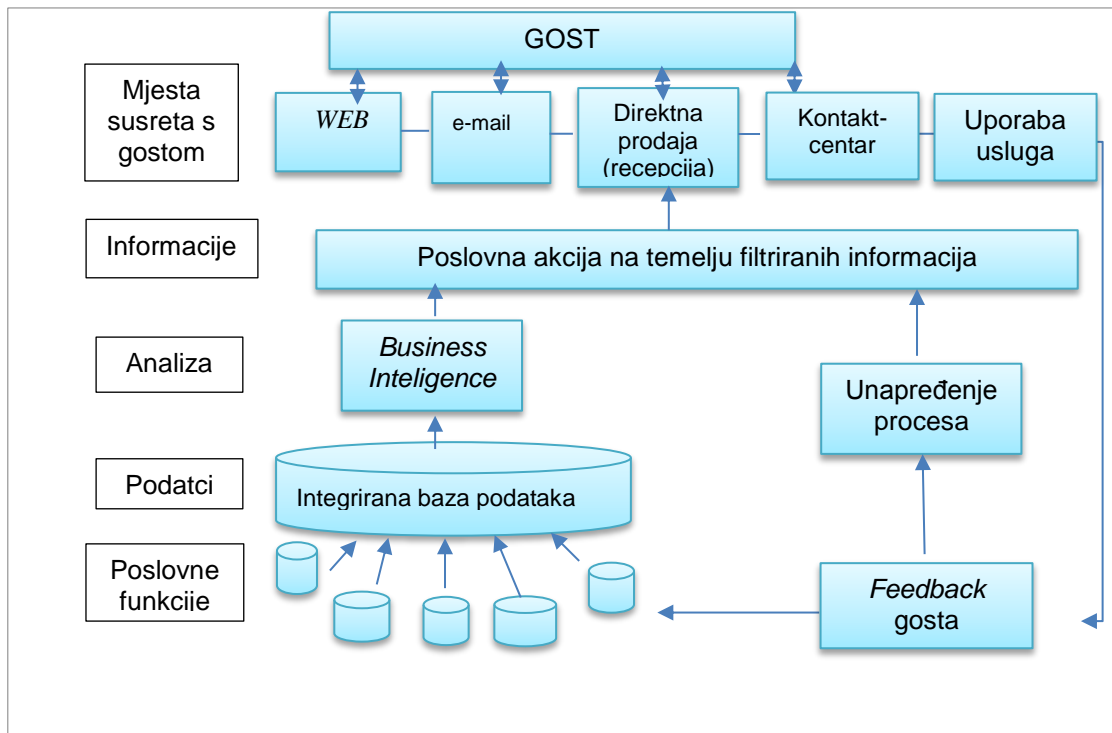 GOST
Mjesta
susreta s
gostom
WEB
e-mail
Direktna
prodaja
(recepcija)
Kontakt-
centar
Uporaba
usluga
Informacije
Poslovna akcija na temelju filtriranih informacija
Analiza
Business
Inteligence
Unapređenje
procesa
Podatci
Integrirana baza podataka
Poslovne
funkcije
Feedback
gosta